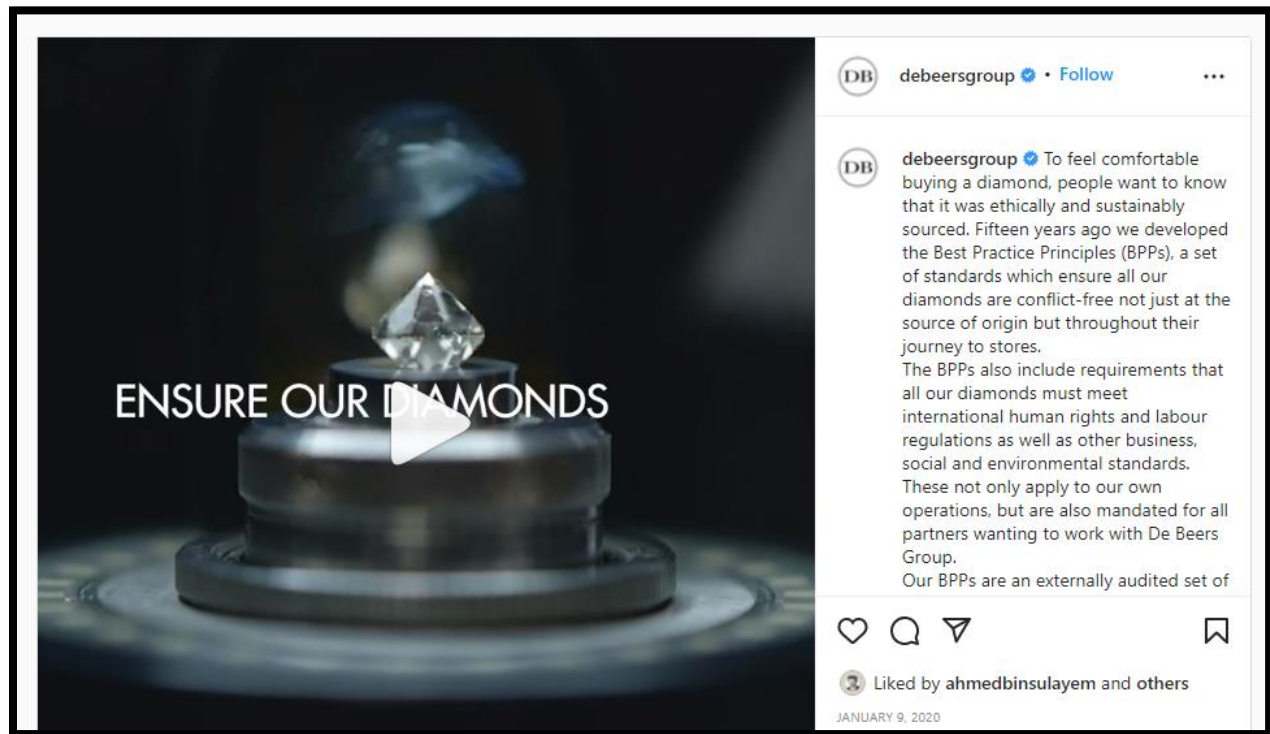 ENSURE OUR DIAMONDS
DB
debeersgroup • Follow
DB
debeersgroup To feel comfortable
buying a diamond, people want to know
that it was ethically and sustainably
sourced. Fifteen years ago we developed
the Best Practice Principles (BPPs), a set
of standards which ensure all our
diamonds are conflict-free not just at the
source of origin but throughout their
journey to stores.
The BPPs also include requirements that
all our diamonds must meet
international human rights and labour
regulations as well as other business,
social and environmental standards.
These not only apply to our own
operations, but are also mandated for all
partners wanting to work with De Beers
Group.
Our BPPs are an externally audited set of
Liked by ahmedbinsulayem and others
JANUARY 9, 2020